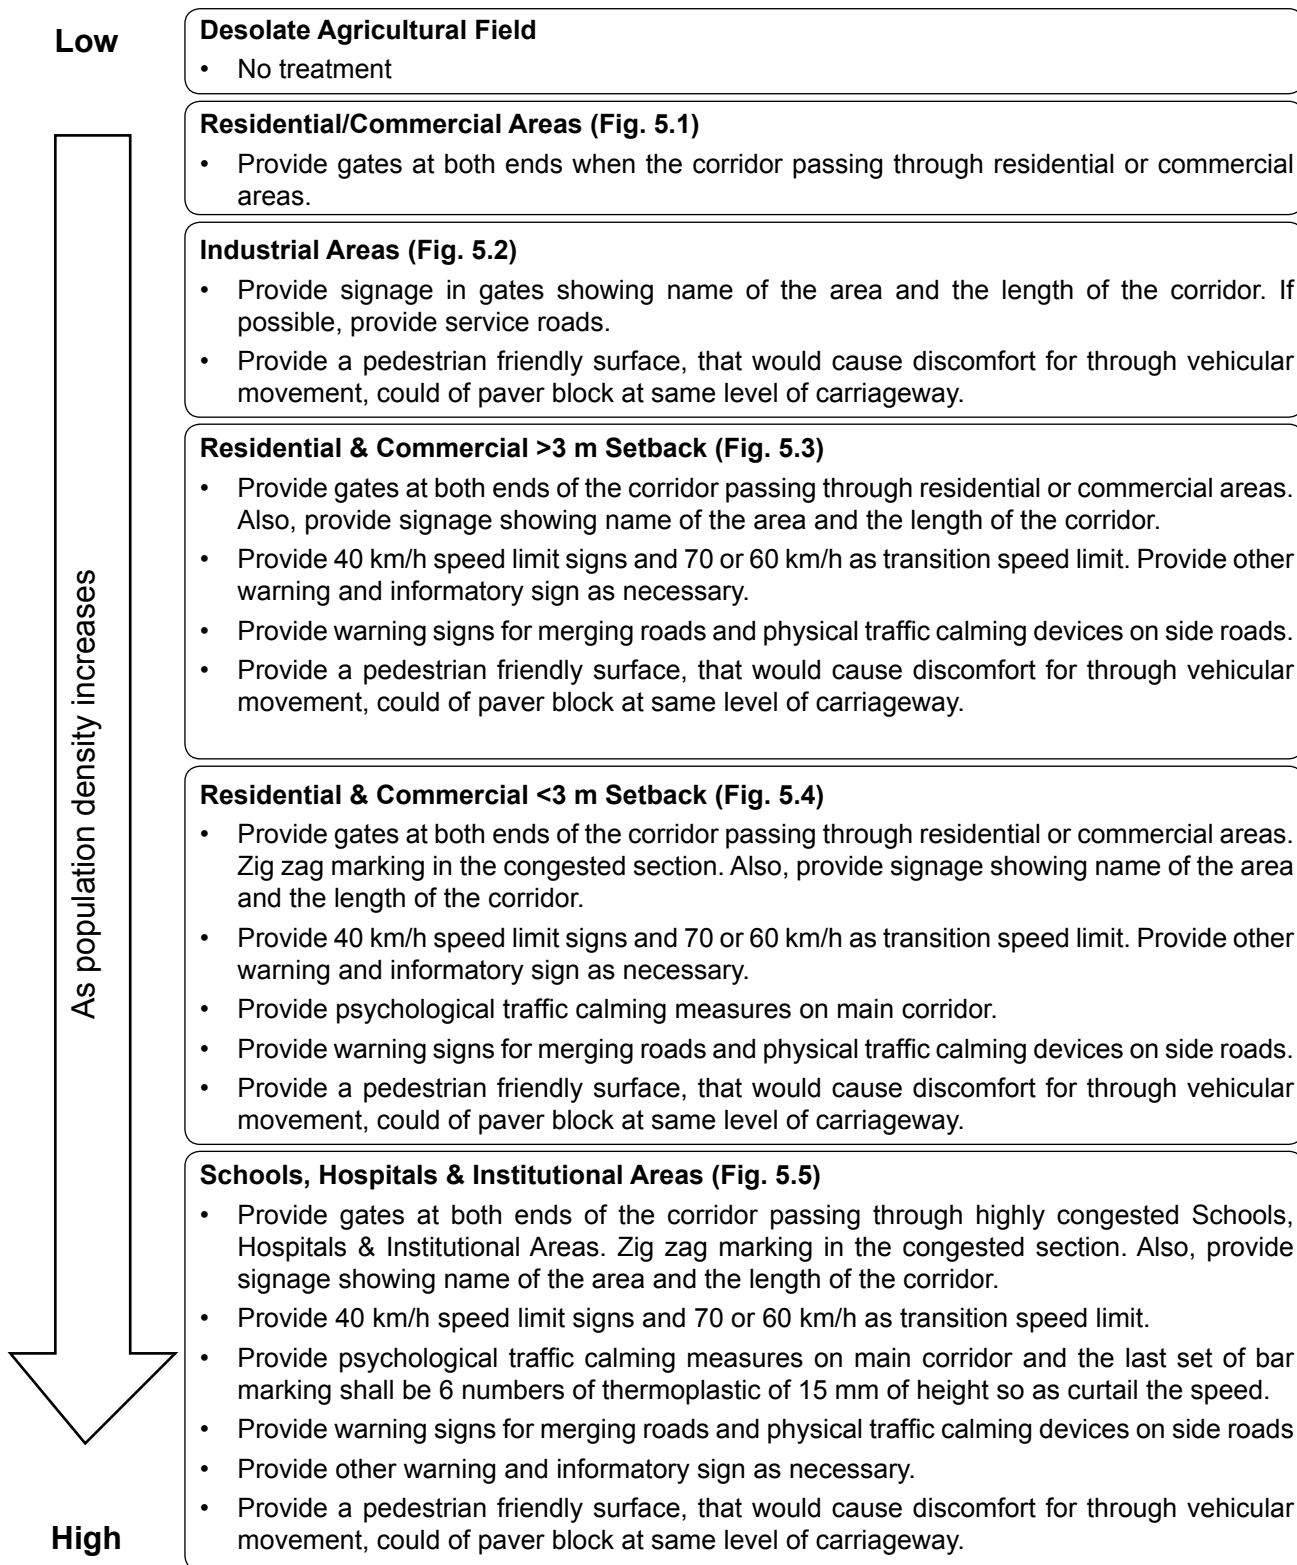 Low
Desolate Agricultural Field
• No treatment
Residential/Commercial Areas (Fig. 5.1)
• Provide gates at both ends when the corridor passing through residential or commercial
areas.
Industrial Areas (Fig. 5.2)
• Provide signage in gates showing name of the area and the length of the corridor. If
possible, provide service roads.
• Provide a pedestrian friendly surface, that would cause discomfort for through vehicular
movement, could of paver block at same level of carriageway.
Residential & Commercial >3 m Setback (Fig. 5.3)
• Provide gates at both ends of the corridor passing through residential or commercial areas.
Also, provide signage showing name of the area and the length of the corridor.
• Provide 40 km/h speed limit signs and 70 or 60 km/h as transition speed limit. Provide other
warning and informatory sign as necessary.
• Provide warning signs for merging roads and physical traffic calming devices on side roads.
• Provide a pedestrian friendly surface, that would cause discomfort for through vehicular
movement, could of paver block at same level of carriageway.
As population density increases
Residential & Commercial <3 m Setback (Fig. 5.4)
• Provide gates at both ends of the corridor passing through residential or commercial areas.
Zig zag marking in the congested section. Also, provide signage showing name of the area
and the length of the corridor.
• Provide 40 km/h speed limit signs and 70 or 60 km/h as transition speed limit. Provide other
warning and informatory sign as necessary.
• Provide psychological traffic calming measures on main corridor.
• Provide warning signs for merging roads and physical traffic calming devices on side roads.
• Provide a pedestrian friendly surface, that would cause discomfort for through vehicular
movement, could of paver block at same level of carriageway.
Schools, Hospitals & Institutional Areas (Fig. 5.5)
• Provide gates at both ends of the corridor passing through highly congested Schools,
Hospitals & Institutional Areas. Zig zag marking in the congested section. Also, provide
signage showing name of the area and the length of the corridor.
• Provide 40 km/h speed limit signs and 70 or 60 km/h as transition speed limit.
• Provide psychological traffic calming measures on main corridor and the last set of bar
marking shall be 6 numbers of thermoplastic of 15 mm of height so as curtail the speed.
• Provide warning signs for merging roads and physical traffic calming devices on side roads
• Provide other warning and informatory sign as necessary.
• Provide a pedestrian friendly surface, that would cause discomfort for through vehicular
movement, could of paver block at same level of carriageway.
High